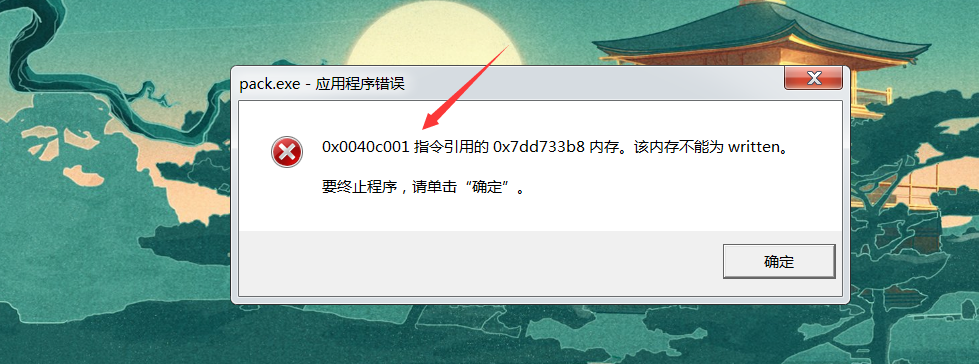 pack.exe - 应用程序错误
0x0040c001 指令引用的 0x7dd733b8 内存。该内存不能为 written。
要终止程序，请单击“确定”。
确定